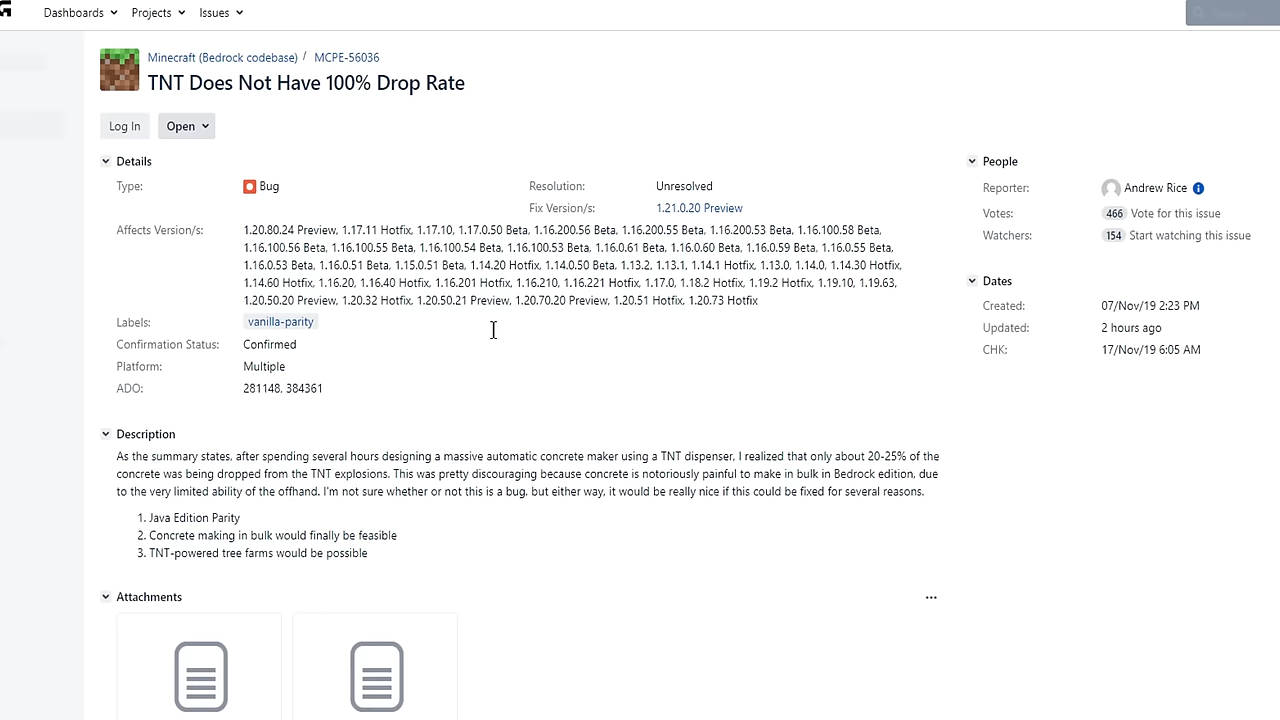 Dashboards Projects Issues
Minecraft (Bedrock codebase) / MCPE-56036
TNT Does Not Have 100% Drop Rate
Log In Open
Details
Type: Bug
Resolution: Unresolved
Fix Version/s: 1.21.0.20 Preview
Affects Version/s: 1.20.80.24 Preview, 1.17.11 Hotfix, 1.17.10, 1.17.0.50 Beta, 1.16.200.56 Beta, 1.16.200.55 Beta, 1.16.200.53 Beta, 1.16.100.58 Beta,
1.16.100.56 Beta, 1.16.100.55 Beta, 1.16.100.54 Beta, 1.16.100.53 Beta, 1.16.0.61 Beta, 1.16.0.60 Beta, 1.16.0.59 Beta, 1.16.0.55 Beta,
1.16.0.53 Beta, 1.16.0.51 Beta, 1.15.0.51 Beta, 1.14.20 Hotfix, 1.14.0.50 Beta, 1.13.2, 1.13.1, 1.14.1 Hotfix, 1.13.0, 1.14.0, 1.14.30 Hotfix,
1.14.60 Hotfix, 1.16.20, 1.16.40 Hotfix, 1.16.201 Hotfix, 1.16.210, 1.16.221 Hotfix, 1.17.0, 1.18.2 Hotfix, 1.19.2 Hotfix, 1.19.10, 1.19.63,
1.20.50.20 Preview, 1.20.32 Hotfix, 1.20.50.21 Preview, 1.20.70.20 Preview, 1.20.51 Hotfix, 1.20.73 Hotfix
Labels: vanilla-parity
Confirmation Status: Confirmed
Platform: Multiple
ADO: 281148, 384361
Description
As the summary states, after spending several hours designing a massive automatic concrete maker using a TNT dispenser, I realized that only about 20-25% of the
concrete was being dropped from the TNT explosions. This was pretty discouraging because concrete is notoriously painful to make in bulk in Bedrock edition, due
to the very limited ability of the offhand. I'm not sure whether or not this is a bug, but either way, it would be really nice if this could be fixed for several reasons.
1. Java Edition Parity
2. Concrete making in bulk would finally be feasible
3. TNT-powered tree farms would be possible
Attachments
People
Reporter: Andrew Rice
Votes: 466 Vote for this issue
Watchers: 154 Start watching this issue
Dates
Created: 07/Nov/19 2:23 PM
Updated: 2 hours ago
CHK: 17/Nov/19 6:05 AM